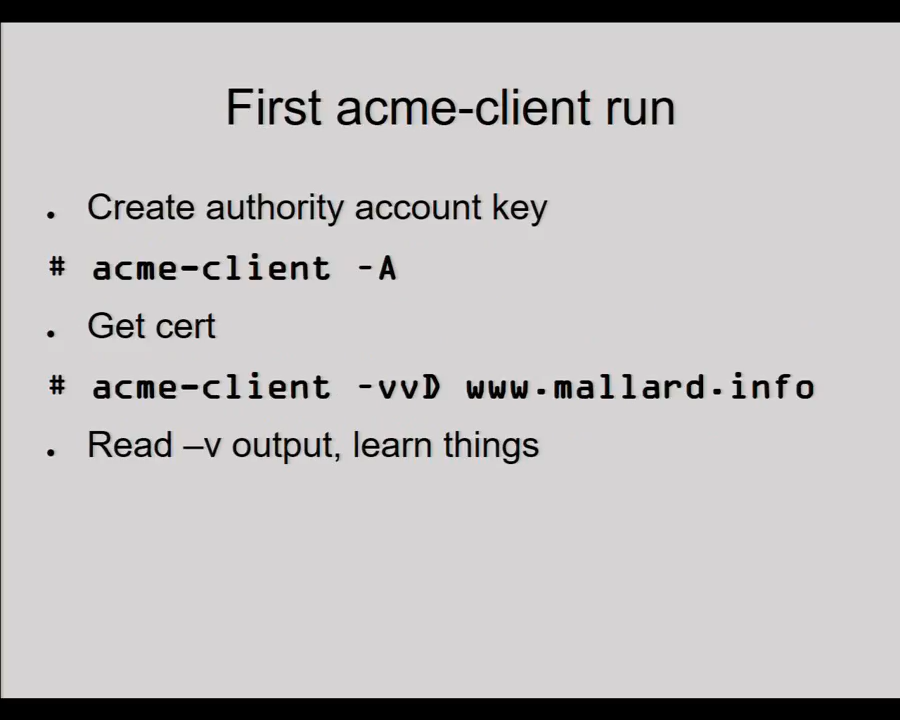 First acme-client run
. Create authority account key
# acme-client -A
. Get cert
# acme-client -vvD www.mallard.info
. Read –v output, learn things